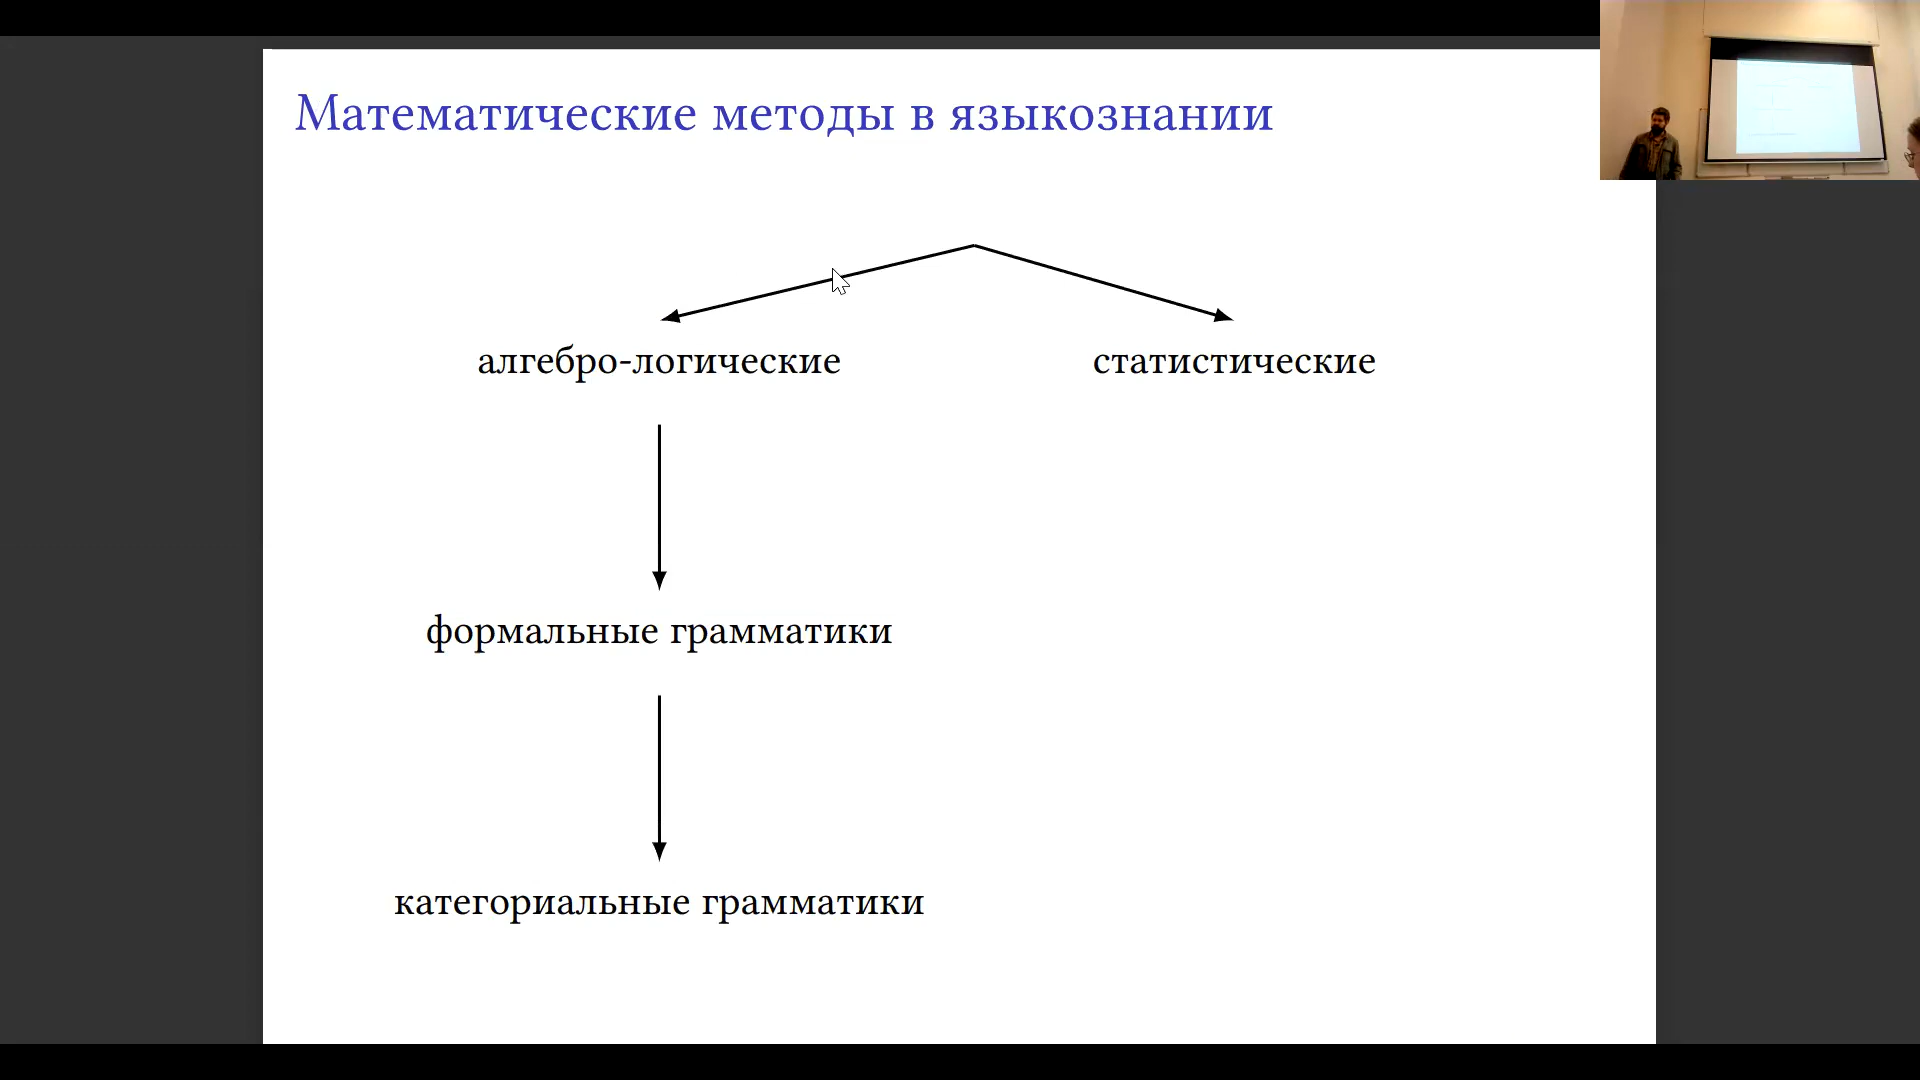 Математические методы в языкознании
алгебро-логические
статистические
формальные грамматики
категориальные грамматики